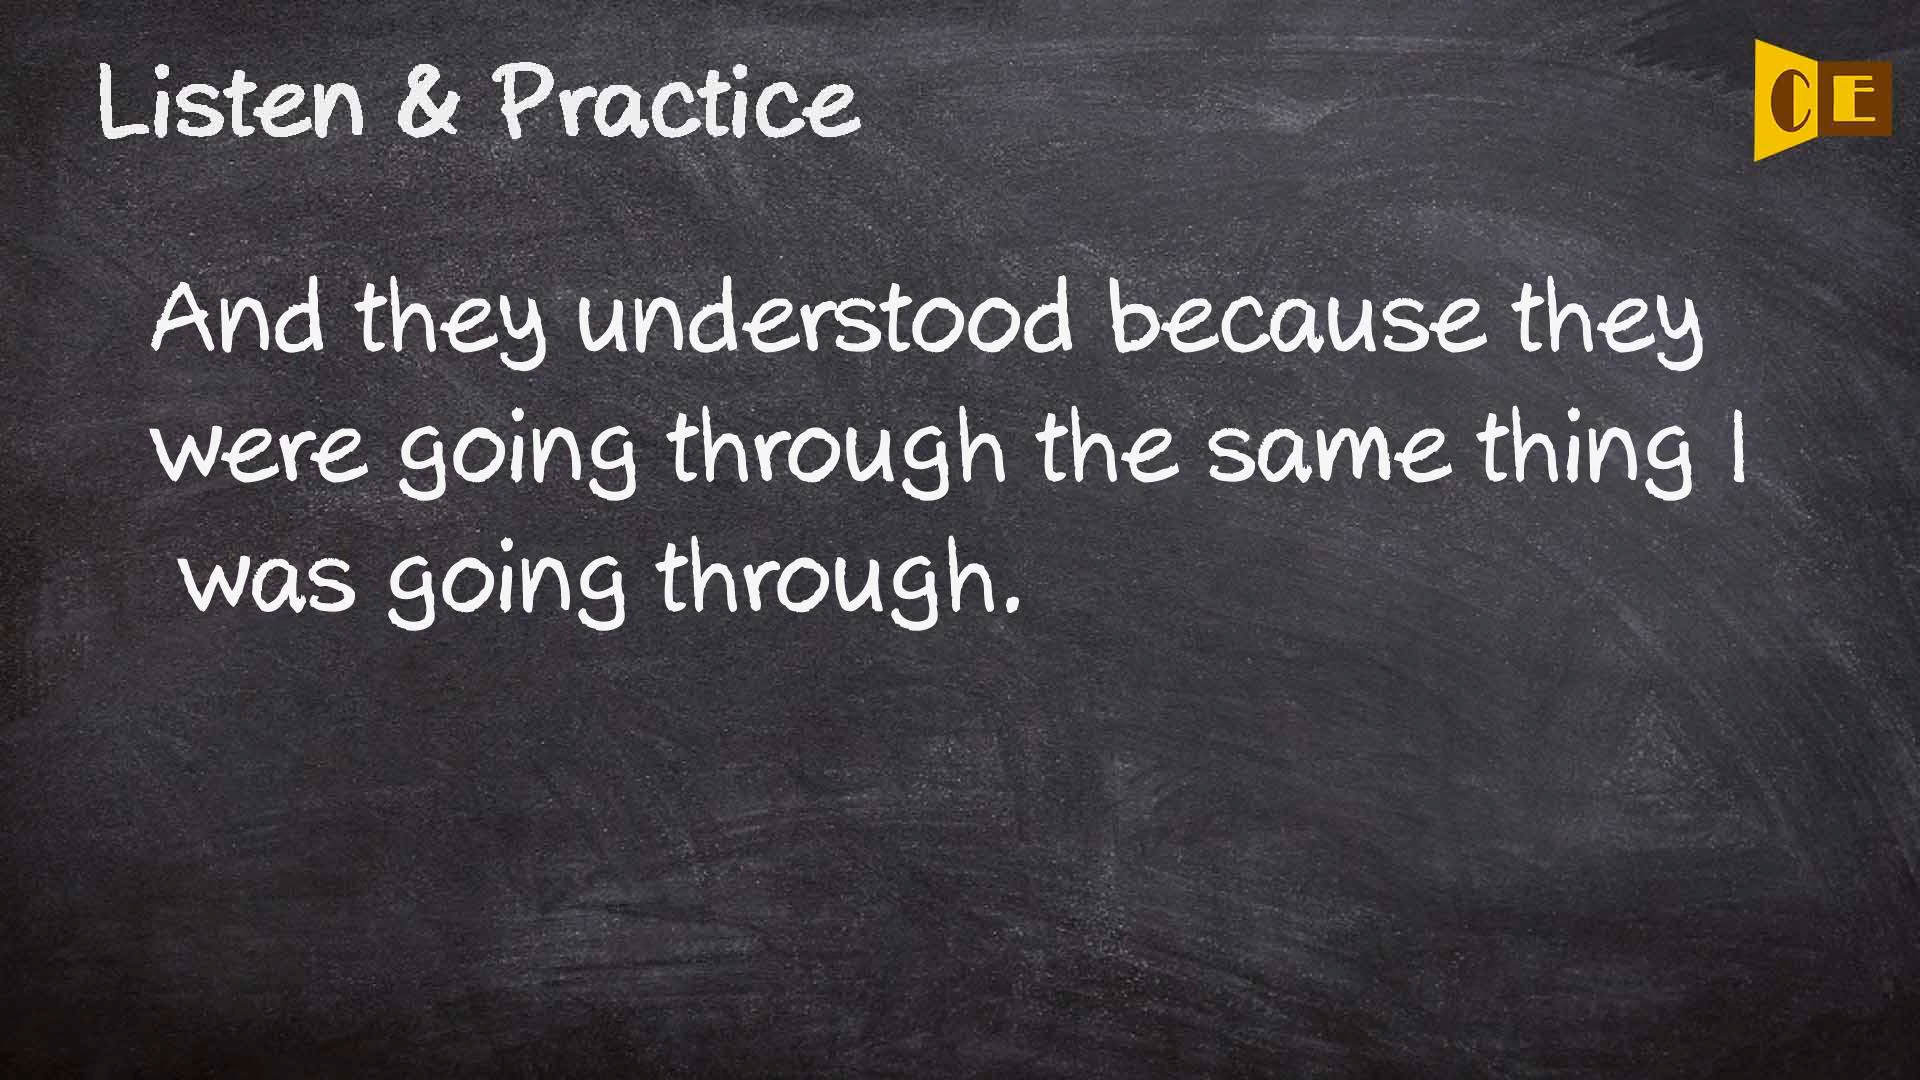 Listen & Practice
CE
And they understood because they
were going through the same thing I
was going through.